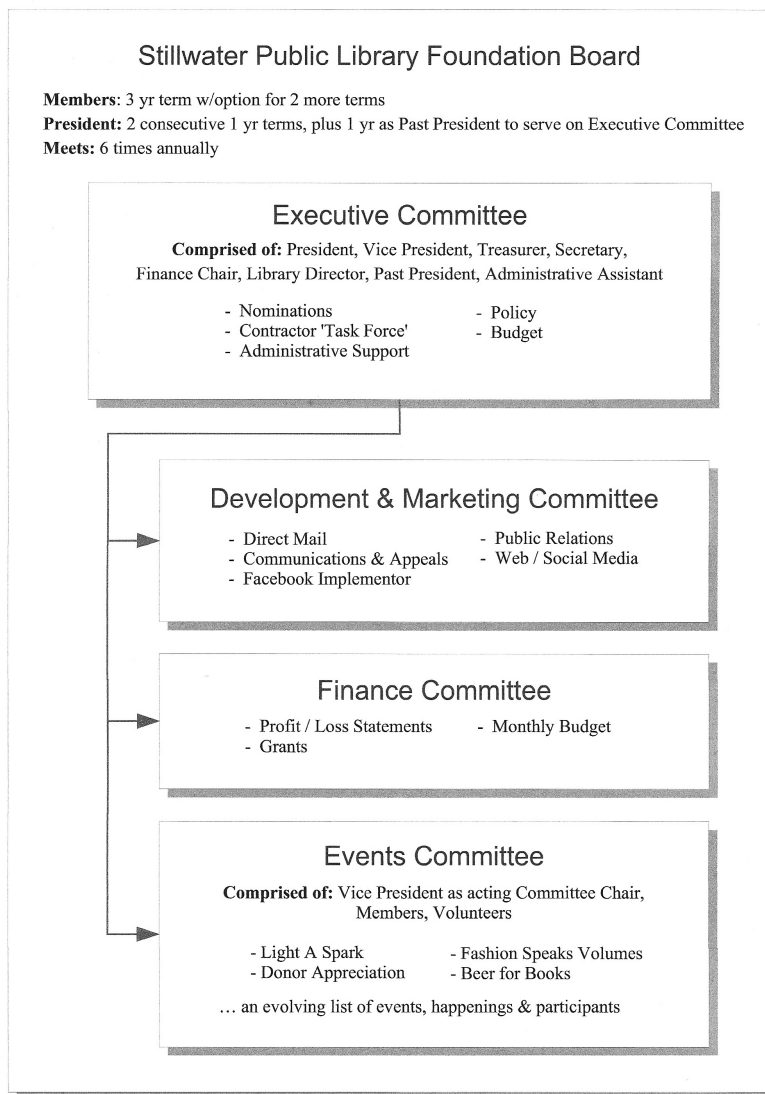 Stillwater Public Library Foundation Board
Members: 3 yr term w/option for 2 more terms
President: 2 consecutive 1 yr terms, plus 1 yr as Past President to serve on Executive Committee
Meets: 6 times annually
Executive Committee
Comprised of: President, Vice President, Treasurer, Secretary,
Finance Chair, Library Director, Past President, Administrative Assistant
- Nominations
- Contractor 'Task Force'
- Administrative Support
- Policy
- Budget
Development & Marketing Committee
- Direct Mail
- Communications & Appeals
- Facebook Implementor
- Public Relations
- Web / Social Media
Finance Committee
- Profit / Loss Statements
- Grants
- Monthly Budget
Events Committee
Comprised of: Vice President as acting Committee Chair,
Members, Volunteers
- Light A Spark
- Donor Appreciation
- Fashion Speaks Volumes
- Beer for Books
… an evolving list of events, happenings & participants